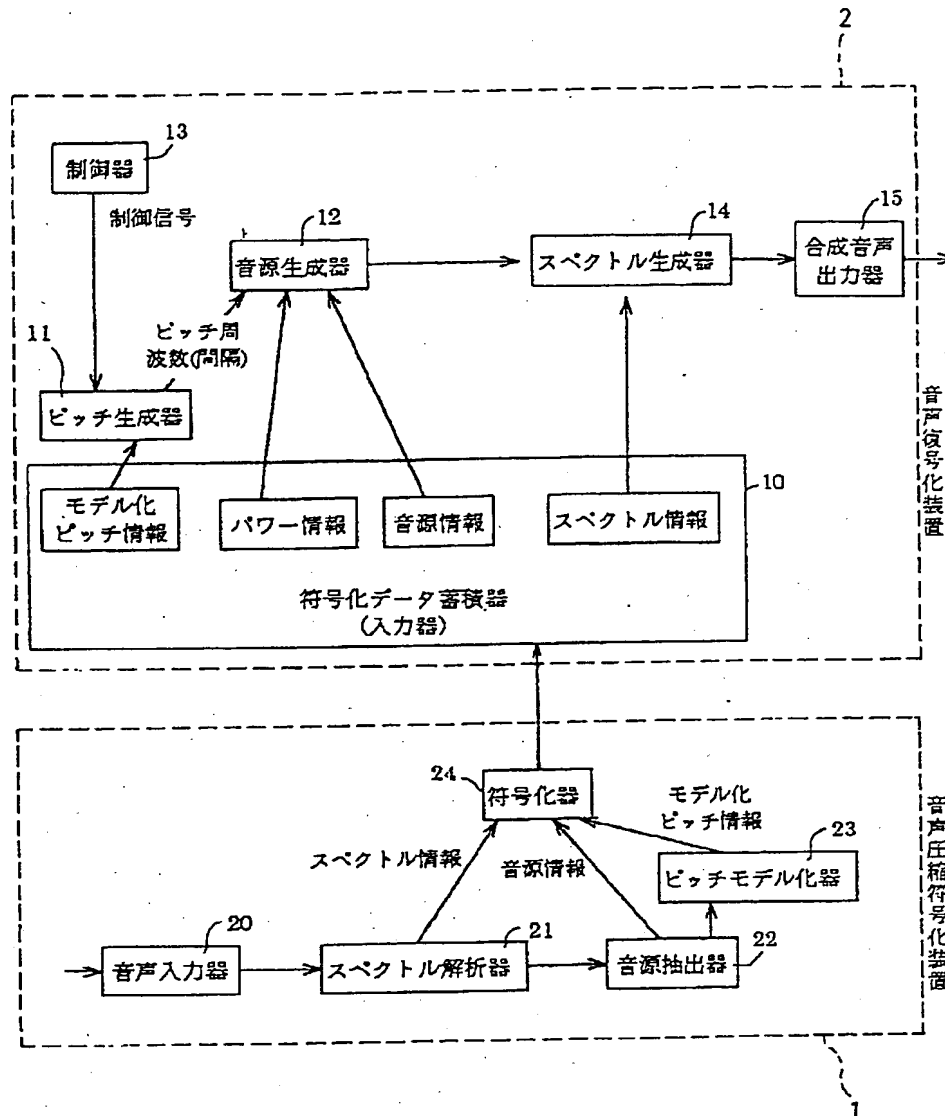 2
13
制御器
制御信号
12
音源生成器
14
スペクトル生成器
15
合成音声
出力器
ピッチ周
波数(間隔)
11
ピッチ生成器
音声復号化装置
10
モデル化
ピッチ情報
パワー情報
音源情報
スペクトル情報
符号化データ蓄積器
(入力器)
24
符号化器
モデル化
ピッチ情報
スペクトル情報
音源情報
23
ピッチモデル化器
音声圧縮符号化装置
20
音声入力器
21
スペクトル解析器
22
音源抽出器
1